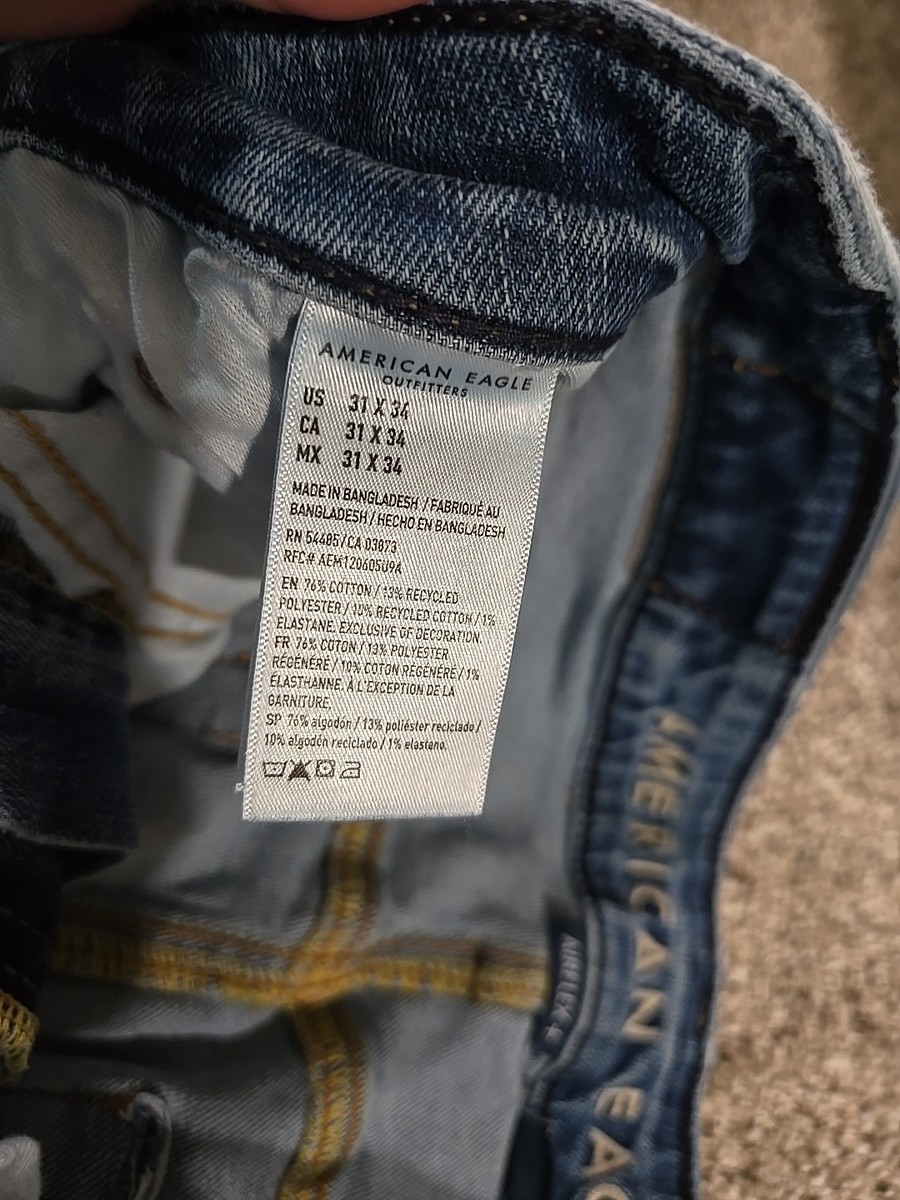 AMERICAN EAGLE
OUTFITTERS
US 31 X 34
CA 31 X 34
MX 31 X 34
MADE IN BANGLADESH / FABRIQUÉ AU
BANGLADESH / HECHO EN BANGLADESH
RN 54485 / CA 03873
RFC# AEM120605U9A
EN 76% COTTON / 13% RECYCLED
POLYESTER / 10% RECYCLED COTTON / 1%
ELASTANE. EXCLUSIVE OF DECORATION.
FR 76% COTON / 13% POLYESTER
RÉGÉNÉRÉ / 10% COTON RÉGÉNÉRÉ / 1%
ÉLASTHANNE. À L'EXCEPTION DE LA
GARNITURE.
SP 76% algodón / 13% poliéster reciclado /
10% algodón reciclado / 1% elastano.
AMERICAN EAG
AIRFLEX+